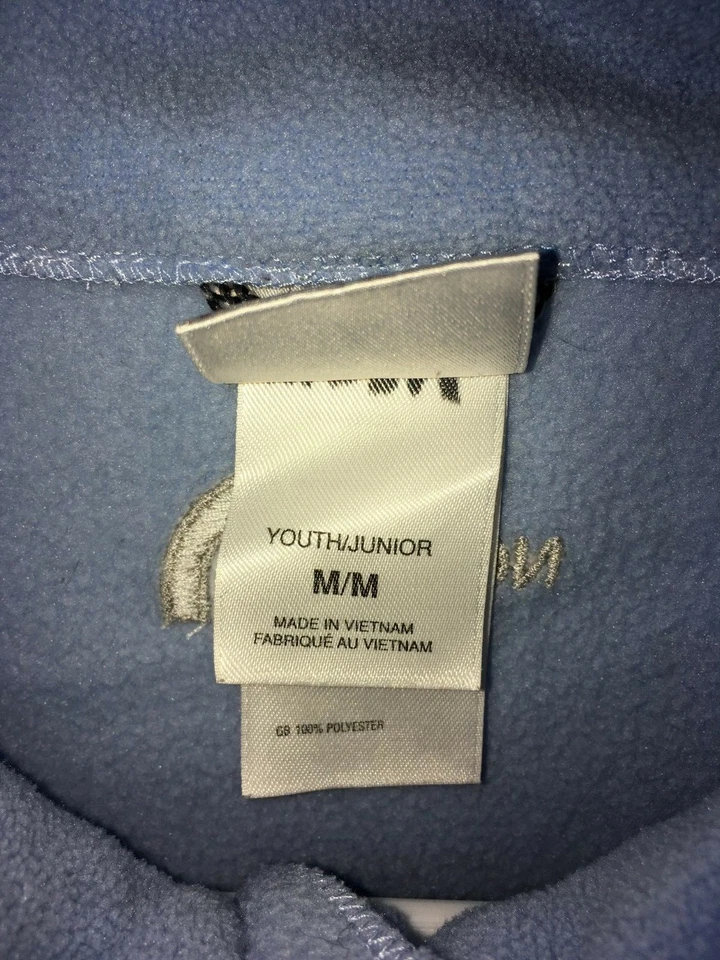 YOUTH/JUNIOR
M/M
MADE IN VIETNAM
FABRIQUÉ AU VIETNAM
GB 100% POLYESTER